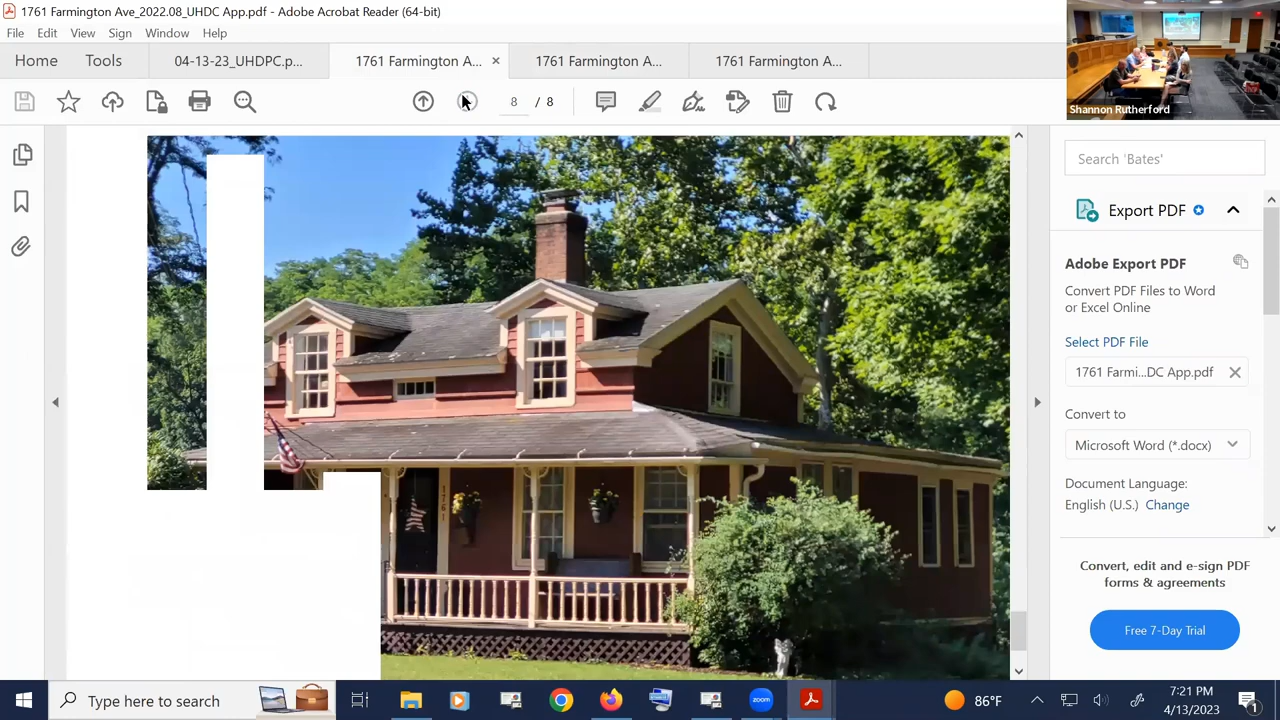 1761 Farmington Ave_2022.08_UHDC App.pdf - Adobe Acrobat Reader (64-bit)
File Edit View Sign Window Help
Home Tools 04-13-23_UHDPC.p... 1761 Farmington A... 1761 Farmington A... 1761 Farmington A...
Shannon Rutherford
8 / 8
Search 'Bates'
Export PDF
Adobe Export PDF
Convert PDF Files to Word
or Excel Online
Select PDF File
1761 Farmi...DC App.pdf
Convert to
Microsoft Word (*.docx)
Document Language:
English (U.S.) Change
Convert, edit and e-sign PDF
forms & agreements
Free 7-Day Trial
1761
Type here to search
zoom
86°F
7:21 PM
4/13/2023
1